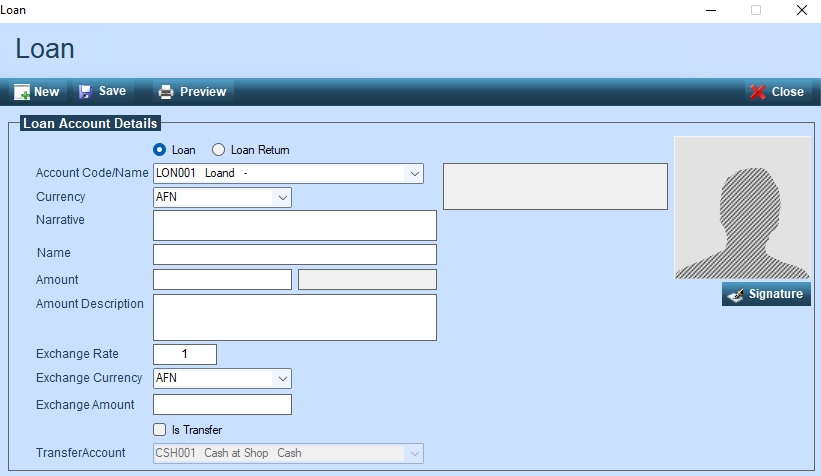 Loan
Loan
New Save Preview Close
Loan Account Details
Loan Loan Return
Account Code/Name LON001 Loand -
Currency AFN
Narrative
Name
Amount
Amount Description
Signature
Exchange Rate 1
Exchange Currency AFN
Exchange Amount
Is Transfer
TransferAccount CSH001 Cash at Shop Cash